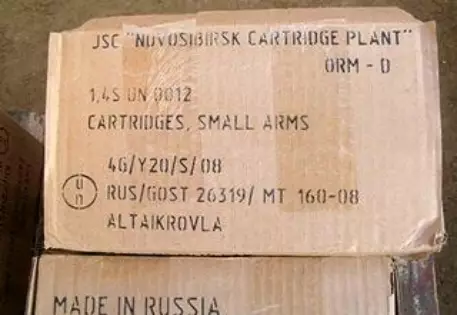 JSC "NOVOSIBIRSK CARTRIDGE PLANT"
ORM - D
1,4S UN 0012
CARTRIDGES, SMALL ARMS
4G/Y20/S/08
un
RUS/GOST 26319/ MT 160-08
ALTAIKROVLA
MADE IN RUSSIA